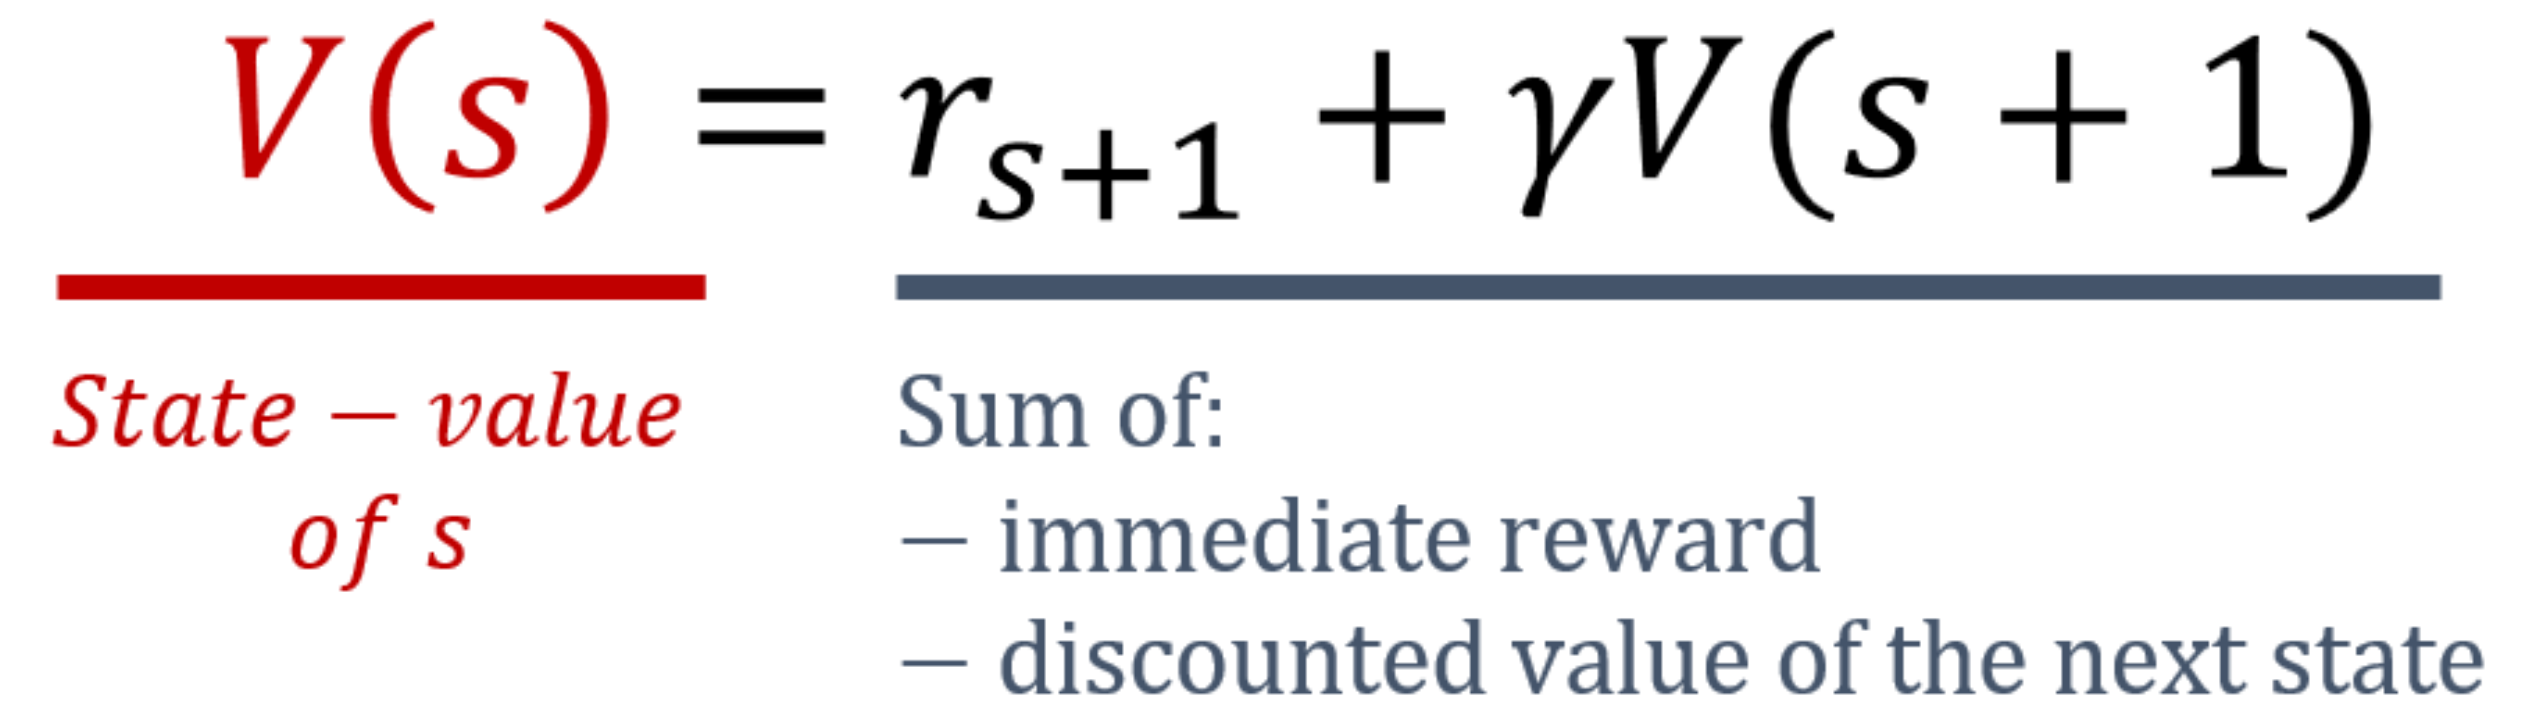 V(s) = r_{s+1} + γV(s + 1)
State − value
of s
Sum of:
− immediate reward
− discounted value of the next state